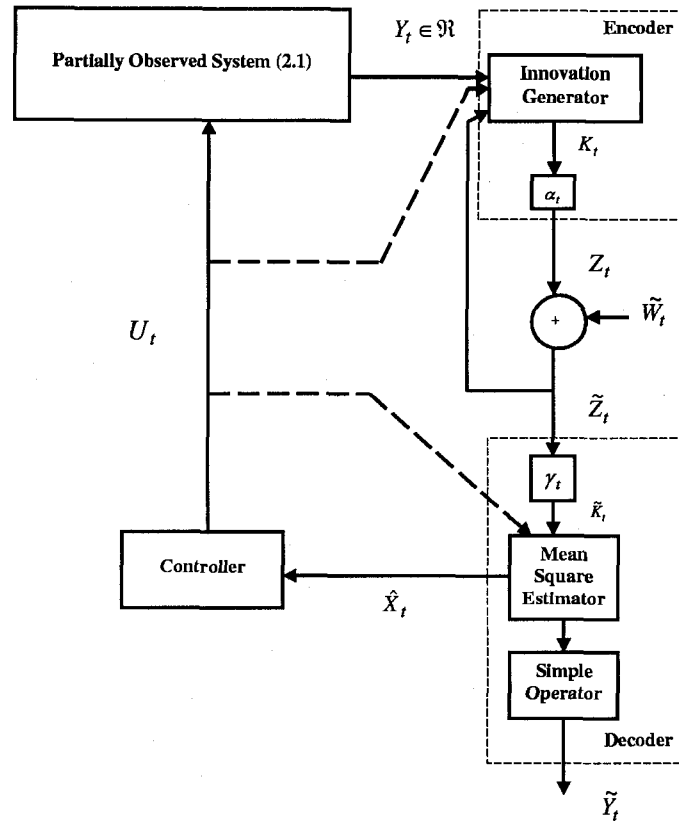 Y_t ∈ ℜ
Encoder
Partially Observed System (2.1)
Innovation
Generator
K_t
α_t
Z_t
+
W̃_t
U_t
Z̃_t
γ_t
K̃_t
Controller
Mean
Square
Estimator
X̂_t
Simple
Operator
Decoder
Ỹ_t